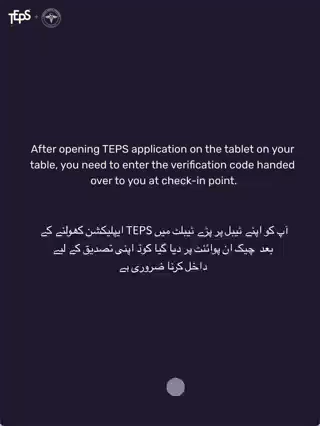 TEPS
After opening TEPS application on the tablet on your
table, you need to enter the verification code handed
over to you at check-in point.
آپ کو اپنے ٹیبل پر پڑے ٹیبلٹ میں TEPS ایپلیکشن کھولنے کے
بعد چیک ان پوائنٹ پر دیا گیا کوڈ اپنی تصدیق کے لیے
داخل کرنا ضروری ہے